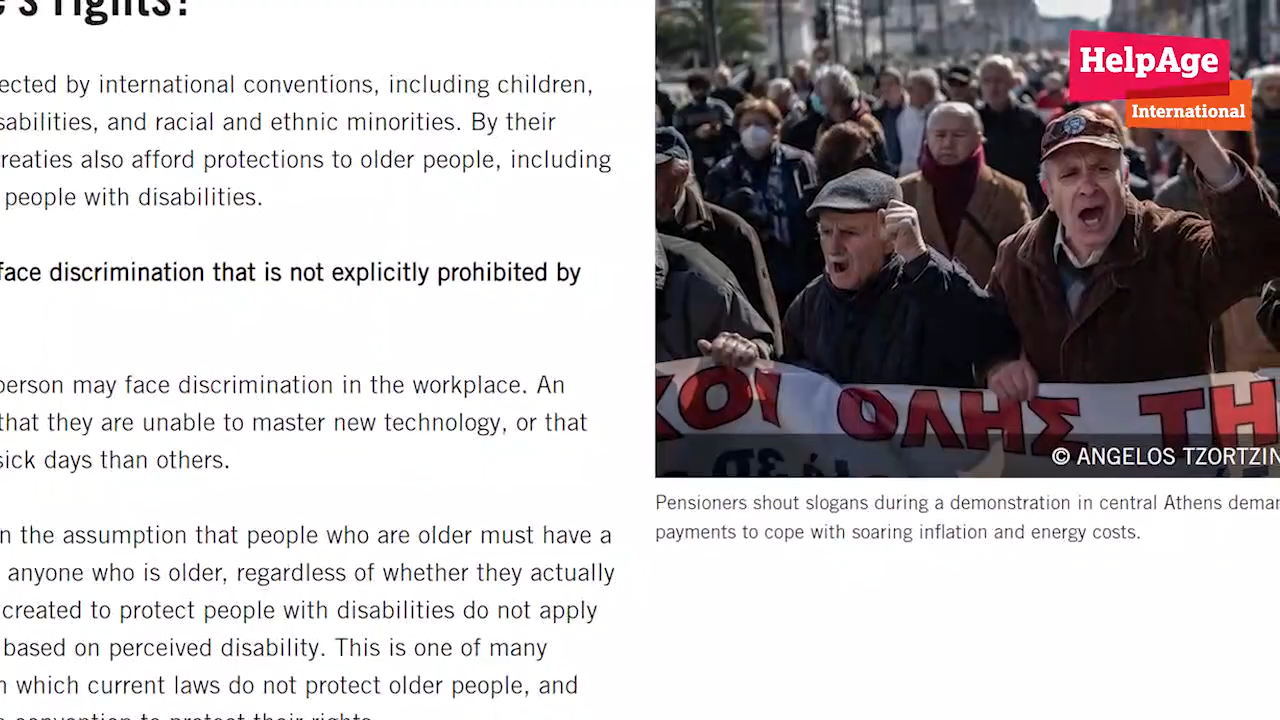 e's rights?
ected by international conventions, including children,
sabilities, and racial and ethnic minorities. By their
reaties also afford protections to older people, including
people with disabilities.
face discrimination that is not explicitly prohibited by
person may face discrimination in the workplace. An
that they are unable to master new technology, or that
sick days than others.
n the assumption that people who are older must have a
anyone who is older, regardless of whether they actually
created to protect people with disabilities do not apply
based on perceived disability. This is one of many
n which current laws do not protect older people, and
convention to protect their rights.
HelpAge
International
ΚΟΙ ΟΛΗΣ ΤΗ
© ANGELOS TZORTZIN
Pensioners shout slogans during a demonstration in central Athens deman
payments to cope with soaring inflation and energy costs.